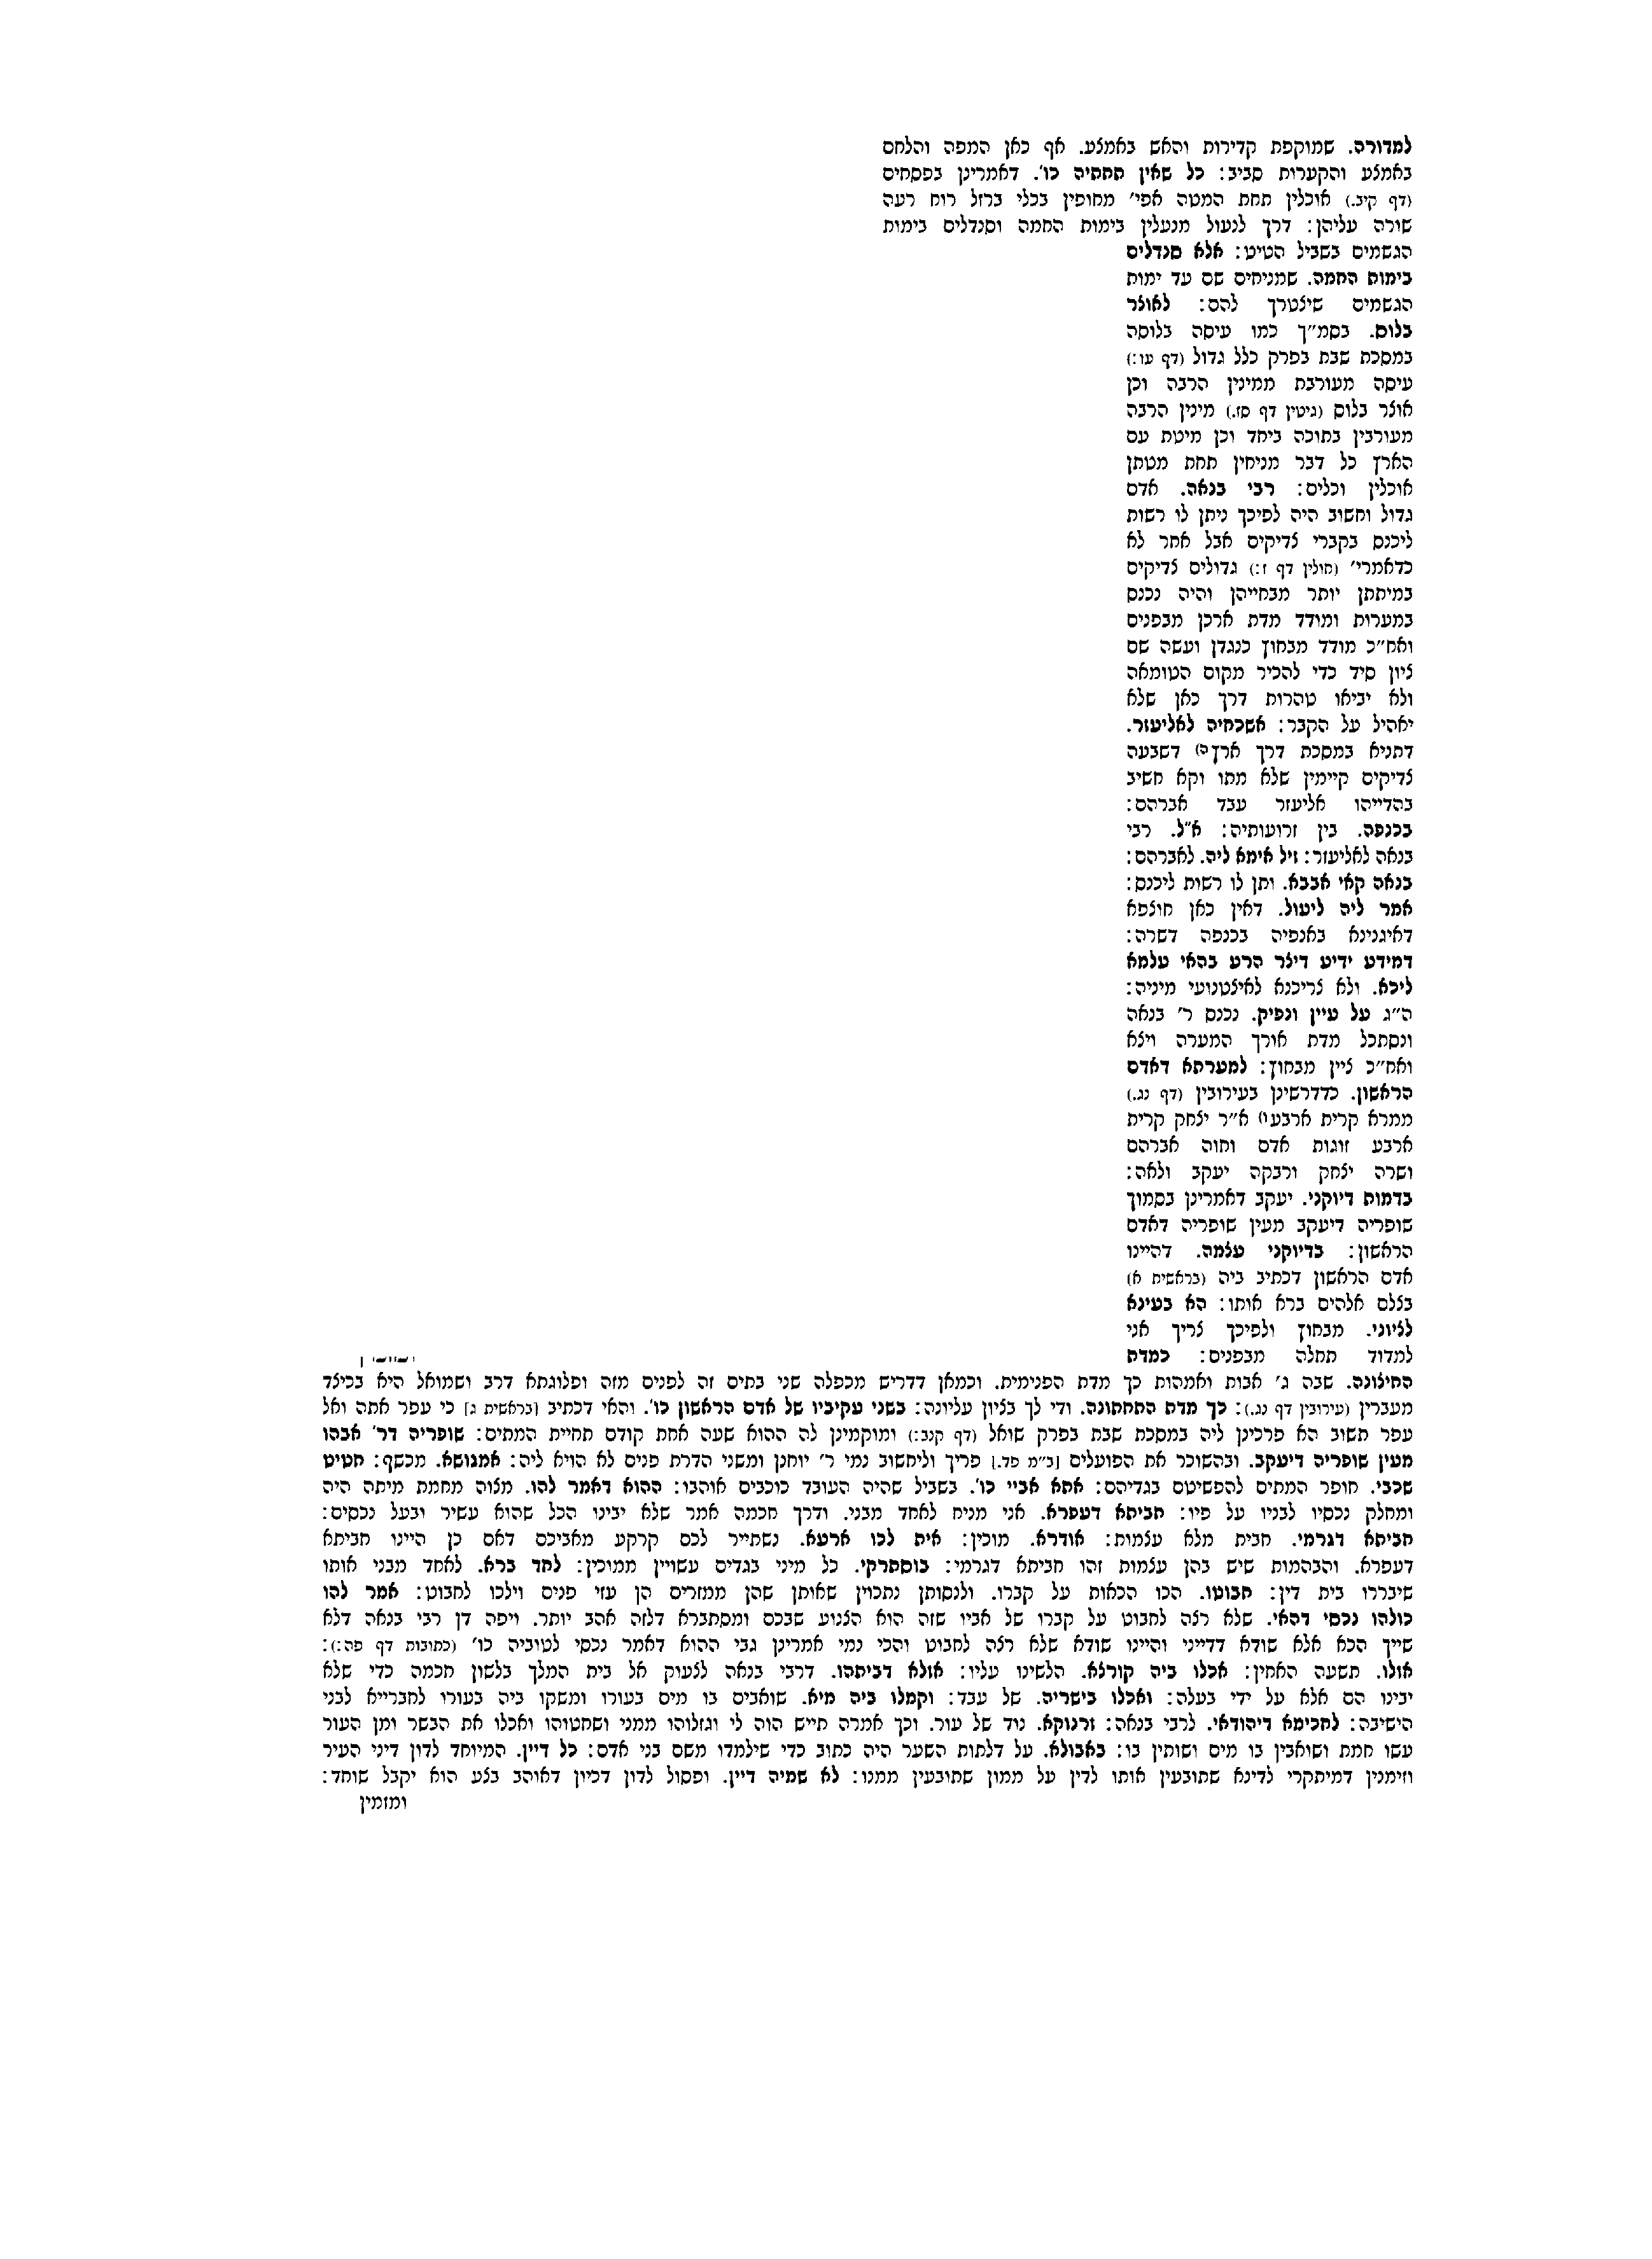 למדורה. שמוקפת קדירות והאש באמצע. אף כאן המפה והלחם
באמצע והקערות סביב: כל שאין תחתיה כו'. דאמרינן בפסחים
(דף קיב.) אוכלין תחת המטה אפי' מחופין בכלי ברזל רוח רעה
שורה עליהן: דרך לנעול מנעלין בימות החמה וסנדלים בימות
הגשמים בשביל הטיט: אלא סנדלים
בימות החמה. שמניחים שם עד ימות
הגשמים שיצטרך להם: לאוצר
בלוס. בסמ"ך כמו עיסה בלוסה
במסכת שבת בפרק כלל גדול (דף עו:)
עיסה מעורבת ממינין הרבה וכן
אוצר בלוס (גיטין דף סז.) מינין הרבה
מעורבין בתוכה ביחד וכן מיטת עם
הארץ כל דבר מניחין תחת מטתן
אוכלין וכלים: רבי בנאה. אדם
גדול וחשוב היה לפיכך ניתן לו רשות
ליכנס בקברי צדיקים אבל אחר לא
כדאמרי' (חולין דף ז:) גדולים צדיקים
במיתתן יותר מבחייהן והיה נכנס
במערות ומודד מדת ארכן מבפנים
ואח"כ מודד מבחוץ כנגדן ועשה שם
ציון סיד כדי להכיר מקום הטומאה
ולא יביאו טהרות דרך כאן שלא
יאהיל על הקבר: אשכחיה לאליעזר.
דתניא במסכת דרך ארץה) דשבעה
צדיקים קיימין שלא מתו וקא חשיב
בהדייהו אליעזר עבד אברהם:
בכנפה. בין זרועותיה: א"ל. רבי
בנאה לאליעזר: זיל אימא ליה. לאברהם:
בנאה קאי אבבא. ותן לו רשות ליכנס:
אמר ליה ליעול. דאין כאן חוצפא
דאיגנינא באנפיה בכנפה דשרה:
דמידע ידיע דיצר הרע בהאי עלמא
ליכא. ולא צריכנא לאיצטנועי מיניה:
ה"ג על עיין ונפיק. נכנס ר' בנאה
ונסתכל מדת אורך המערה ויצא
ואח"כ ציין מבחוץ: למערתא דאדם
הראשון. כדדרשינן בעירובין (דף נג.)
ממרא קרית ארבעו) א"ר יצחק קרית
ארבע זוגות אדם וחוה אברהם
ושרה יצחק ורבקה יעקב ולאה:
בדמות דיוקני. יעקב דאמרינן בסמוך
שופריה דיעקב מעין שופריה דאדם
הראשון: בדיוקני עצמה. דהיינו
אדם הראשון דכתיב ביה (בראשית א)
בצלם אלהים ברא אותו: הא בעינא
לציוני. מבחוץ ולפיכך צריך אני
למדוד תחלה מבפנים: כמדת
החיצונה. שבה ג' אבות ואמהות כך מדת הפנימית. וכמאן דדריש מכפלה שני בתים זה לפנים מזה ופלוגתא דרב ושמואל היא בכיצד
מעברין (עירובין דף נג.): כך מדת התחתונה. ודי לך בציון עליונה: בשני עקיביו של אדם הראשון כו'. והאי דכתיב [בראשית ג] כי עפר אתה ואל
עפר תשוב הא פרכינן ליה במסכת שבת בפרק שואל (דף קנב:) ומוקמינן לה ההוא שעה אחת קודם תחיית המתים: שופריה דר' אבהו
מעין שופריה דיעקב. ובהשוכר את הפועלים [ב"מ פד.] פריך וליחשוב נמי ר' יוחנן ומשני הדרת פנים לא הויא ליה: אמגושא. מכשף: חטיט
שכבי. חופר המתים להפשיטם בגדיהם: אתא אביי כו'. בשביל שהיה העובד כוכבים אוהבו: ההוא דאמר להו. מצוה מחמת מיתה היה
ומחלק נכסיו לבניו על פיו: חביתא דעפרא. אני מניח לאחד מבני. ודרך חכמה אמר שלא יבינו הכל שהוא עשיר ובעל נכסים:
חביתא דגרמי. חבית מלא עצמות: אודרא. מוכין: אית לכו ארעא. נשתייר לכם קרקע מאביכם דאם כן היינו חביתא
דעפרא. והבהמות שיש בהן עצמות זהו חביתא דגרמי: בוסתרקי. כל מיני בגדים עשויין ממוכין: לחד ברא. לאחד מבני אותו
שיבררו בית דין: חבוטו. הכו הכאות על קברו. ולנסותן נתכוין שאותן שהן ממזרים הן עזי פנים וילכו לחבוט: אמר להו
כולהו נכסי דהאי. שלא רצה לחבוט על קברו של אביו שזה הוא הצנוע שבכם ומסתברא דלזה אהב יותר. ויפה דן רבי בנאה דלא
שייך הכא אלא שודא דדייני והיינו שודא שלא רצה לחבוט והכי נמי אמרינן גבי ההוא דאמר נכסי לטוביה כו' (כתובות דף פה:):
אזלו. תשעה האחין: אכלו ביה קורצא. הלשינו עליו: אזלא דביתהו. דרבי בנאה לצעוק אל בית המלך בלשון חכמה כדי שלא
יבינו הם אלא על ידי בעלה: ואכלו בישריה. של עבד: וקמלו ביה מיא. שואבים בו מים בעורו ומשקו ביה בעורו לחברייא לבני
הישיבה: לחכימא דיהודאי. לרבי בנאה: זרנוקא. נוד של עור. וכך אמרה תייש הוה לי וגזלוהו ממני ושחטוהו ואכלו את הבשר ומן העור
עשו חמת ושואבין בו מים ושותין בו: באבולא. על דלתות השער היה כתוב כדי שילמדו משם בני אדם: כל דיין. המיוחד לדון דיני העיר
וזימנין דמיתקרי לדינא שתובעין אותו לדין על ממון שתובעין ממנו: לא שמיה דיין. ופסול לדון דכיון דאוהב בצע הוא יקבל שוחד:
ומזמין